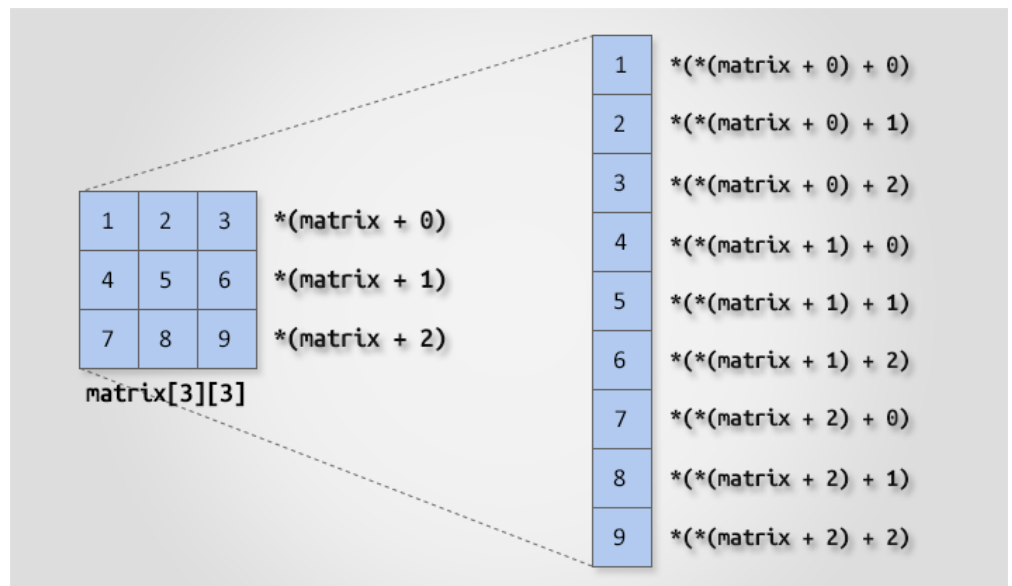 1 2 3 *(matrix + 0)
4 5 6 *(matrix + 1)
7 8 9 *(matrix + 2)
matrix[3][3]
1 *(*(matrix + 0) + 0)
2 *(*(matrix + 0) + 1)
3 *(*(matrix + 0) + 2)
4 *(*(matrix + 1) + 0)
5 *(*(matrix + 1) + 1)
6 *(*(matrix + 1) + 2)
7 *(*(matrix + 2) + 0)
8 *(*(matrix + 2) + 1)
9 *(*(matrix + 2) + 2)